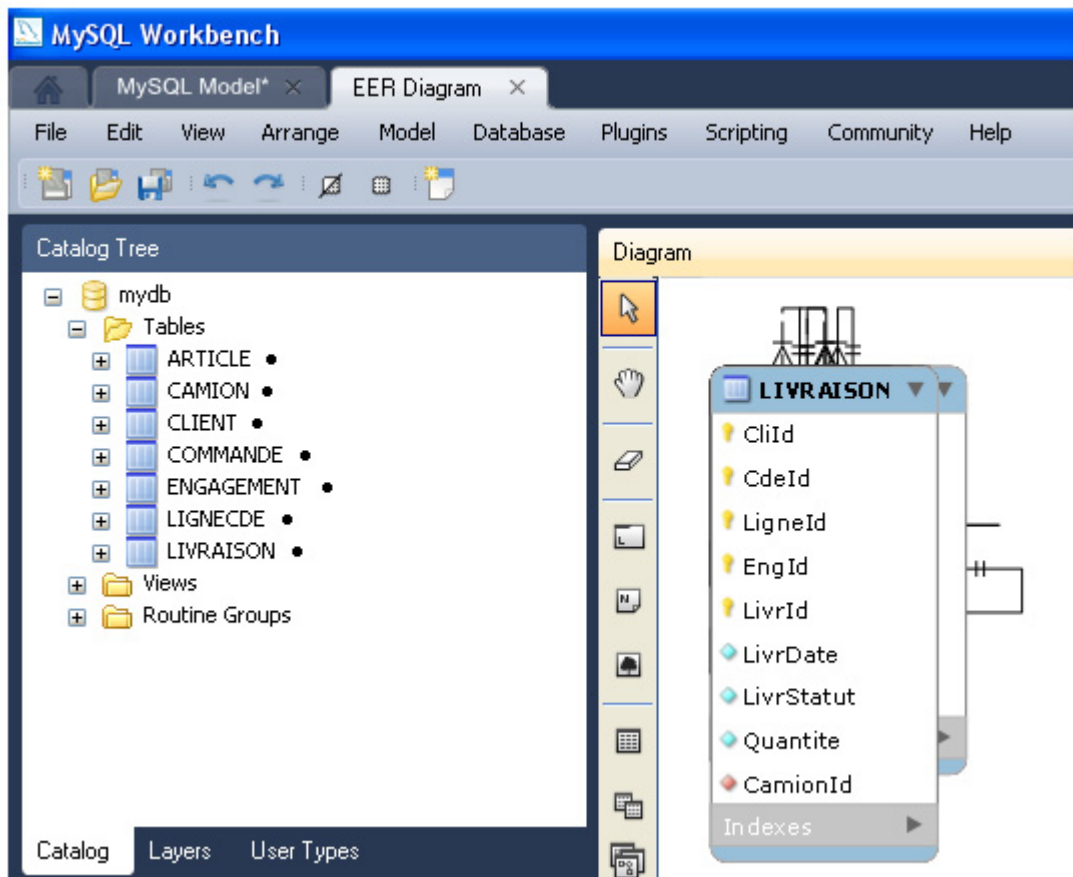 MySQL Workbench
MySQL Model* EER Diagram
File Edit View Arrange Model Database Plugins Scripting Community Help
Catalog Tree
mydb
Tables
ARTICLE
CAMION
CLIENT
COMMANDE
ENGAGEMENT
LIGNECDE
LIVRAISON
Views
Routine Groups
Catalog Layers User Types
Diagram
LIVRAISON
CliId
CdeId
LigneId
EngId
LivrId
LivrDate
LivrStatut
Quantite
CamionId
Indexes